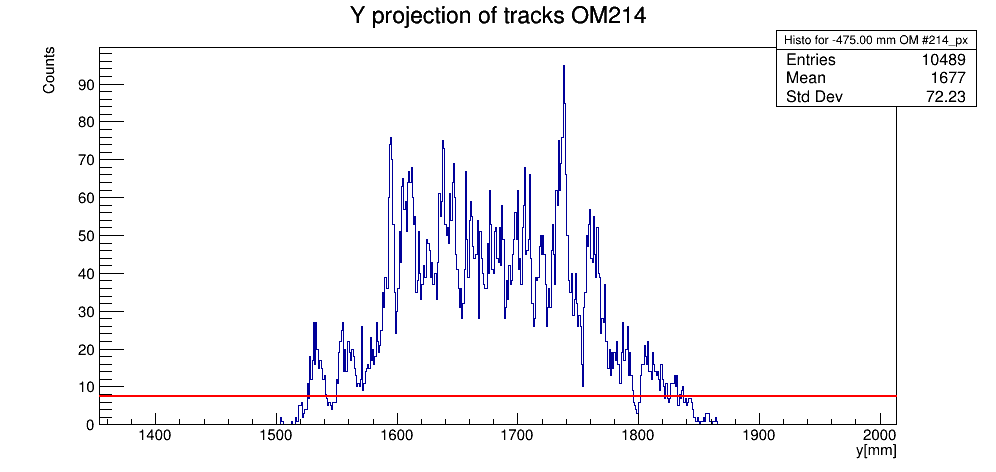 Y projection of tracks OM214
Histo for -475.00 mm OM #214_px
Entries 10489
Mean 1677
Std Dev 72.23
Counts
90
80
70
60
50
40
30
20
10
0
1400 1500 1600 1700 1800 1900 2000
y[mm]